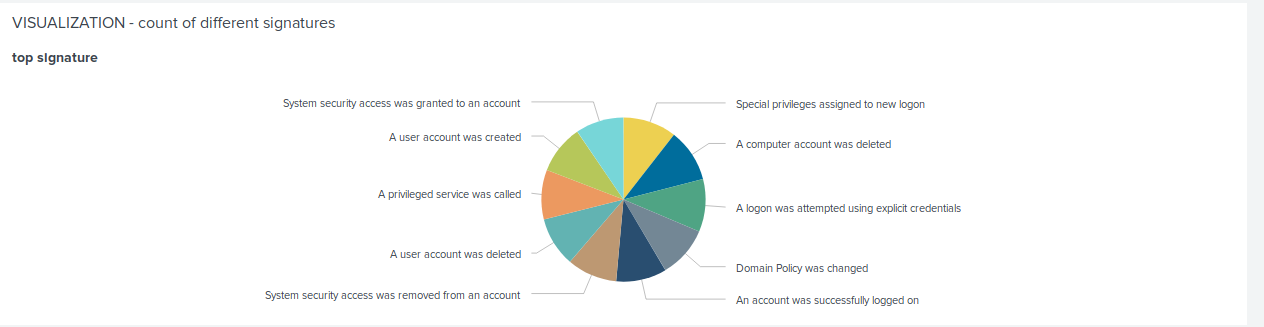 VISUALIZATION - count of different signatures
top signature
System security access was granted to an account
Special privileges assigned to new logon
A user account was created
A computer account was deleted
A privileged service was called
A logon was attempted using explicit credentials
A user account was deleted
Domain Policy was changed
System security access was removed from an account
An account was successfully logged on